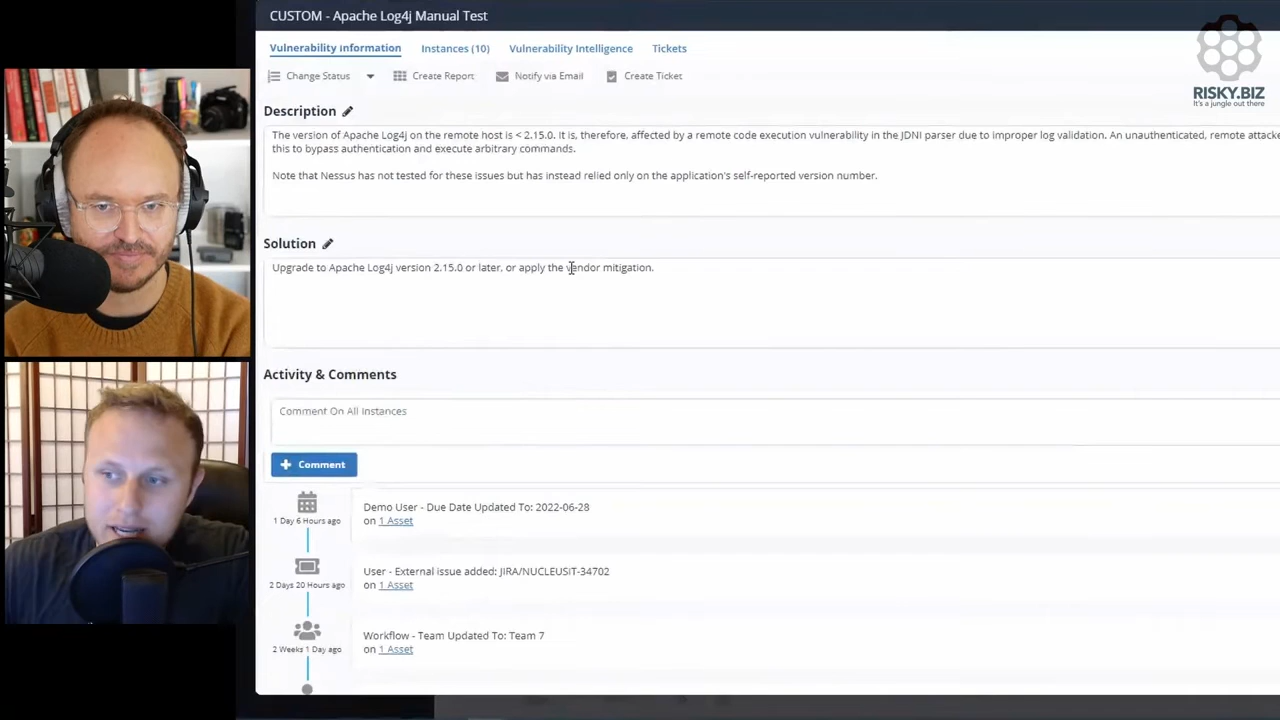 CUSTOM - Apache Log4j Manual Test
RISKY.BIZ
It's a jungle out there
Vulnerability Information Instances (10) Vulnerability Intelligence Tickets
Change Status Create Report Notify via Email Create Ticket
Description
The version of Apache Log4j on the remote host is < 2.15.0. It is, therefore, affected by a remote code execution vulnerability in the JDNI parser due to improper log validation. An unauthenticated, remote attacke
this to bypass authentication and execute arbitrary commands.
Note that Nessus has not tested for these issues but has instead relied only on the application's self-reported version number.
Solution
Upgrade to Apache Log4j version 2.15.0 or later, or apply the vendor mitigation.
Activity & Comments
Comment On All Instances
+ Comment
Demo User - Due Date Updated To: 2022-06-28
1 Day 6 Hours ago on 1 Asset
User - External issue added: JIRA/NUCLEUSIT-34702
2 Days 20 Hours ago on 1 Asset
Workflow - Team Updated To: Team 7
2 Weeks 1 Day ago on 1 Asset